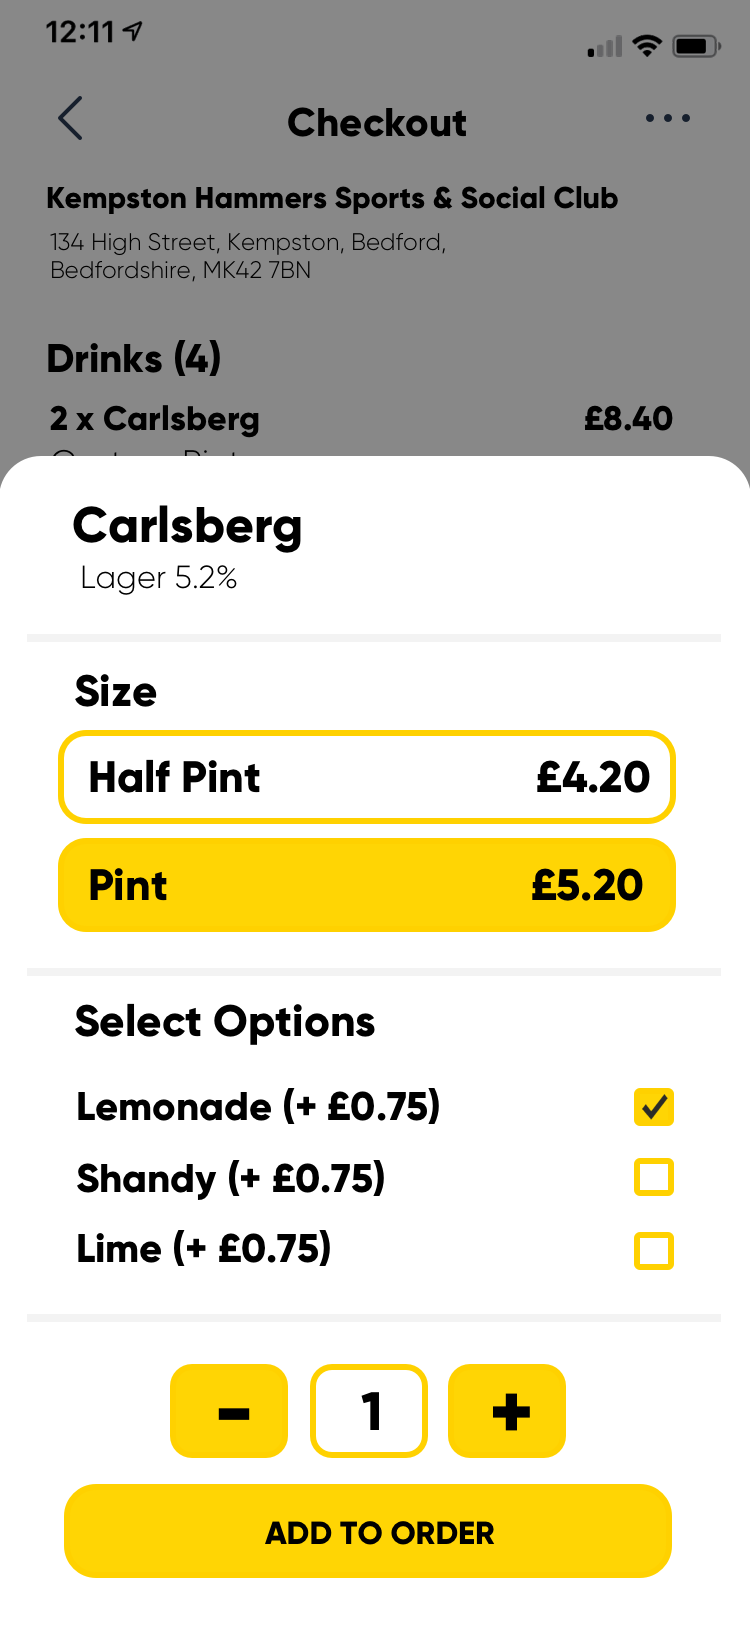 12:11
Checkout
Kempston Hammers Sports & Social Club
134 High Street, Kempston, Bedford,
Bedfordshire, MK42 7BN
Drinks (4)
2 x Carlsberg £8.40
Carlsberg
Lager 5.2%
Size
Half Pint £4.20
Pint £5.20
Select Options
Lemonade (+ £0.75)
Shandy (+ £0.75)
Lime (+ £0.75)
- 1 +
ADD TO ORDER